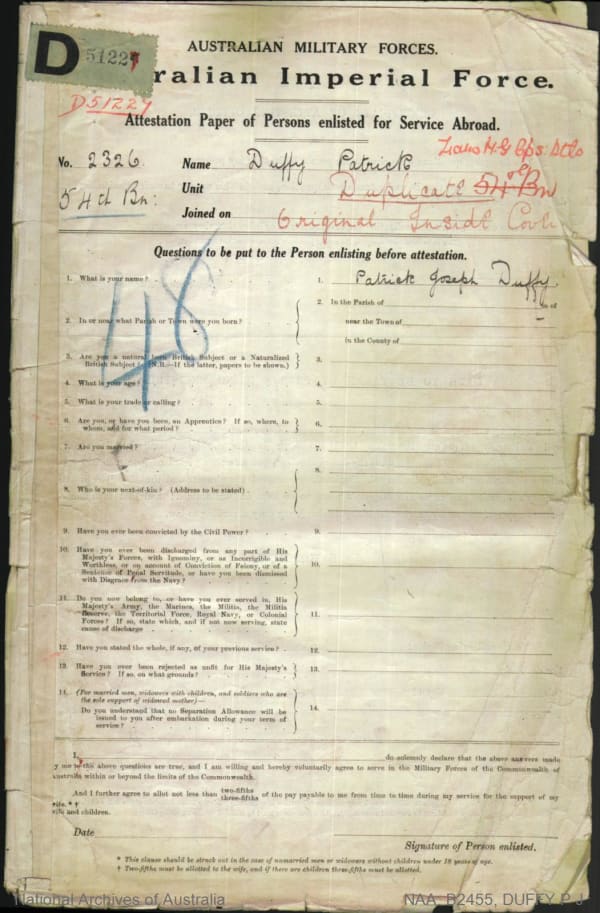 D 51227
AUSTRALIAN MILITARY FORCES.
ralian Imperial Force.
D51227
Attestation Paper of Persons enlisted for Service Abroad.
No. 2326 Name Duffy Patrick
54th Bn: Unit Duplicate 54 Bn
Joined on Original Inside Cover
48
Questions to be put to the Person enlisting before attestation.
1. What is your name? 1. Patrick Joseph Duffy
2. In or near what Parish or Town were you born? 2. In the Parish of in
near the Town of
in the County of
3. Are you a natural born British Subject or a Naturalized
British Subject? (N.B.—If the latter, papers to be shown.) 3.
4. What is your age? 4.
5. What is your trade or calling? 5.
6. Are you, or have you been, an Apprentice? If so, where, to
whom, and for what period? 6.
7. Are you married? 7.
8. Who is your next-of-kin? (Address to be stated) 8.
9. Have you ever been convicted by the Civil Power? 9.
10. Have you ever been discharged from any part of His
Majesty's Forces, with Ignominy, or as Incorrigible and
Worthless, or on account of Conviction of Felony, or of a
Sentence of Penal Servitude, or have you been dismissed
with Disgrace from the Navy? 10.
11. Do you now belong to, or have you ever served in, His
Majesty's Army, the Marines, the Militia, the Militia
Reserve, the Territorial Force, Royal Navy, or Colonial
Forces? If so, state which, and if not now serving, state
cause of discharge 11.
12. Have you stated the whole, if any, of your previous service? 12.
13. Have you ever been rejected as unfit for His Majesty's
Service? If so, on what grounds? 13.
14. (For married men, widowers with children, and soldiers who are
the sole support of widowed mother)—
Do you understand that no Separation Allowance will be
issued to you after embarkation during your term of
service? 14.
I, do solemnly declare that the above answers made
y me to the above questions are true, and I am willing and hereby voluntarily agree to serve in the Military Forces of the Commonwealth of
ustralia within or beyond the limits of the Commonwealth.
And I further agree to allot not less than two-fifths three-fifths of the pay payable to me from time to time during my service for the support of my
wife. * †
wife and children.
Date
Signature of Person enlisted.
* This clause should be struck out in the case of unmarried men or widowers without children under 18 years of age.
† Two-fifths must be allotted to the wife, and if there are children three-fifths must be allotted.
National Archives of Australia NAA: B2455, DUFFY P J